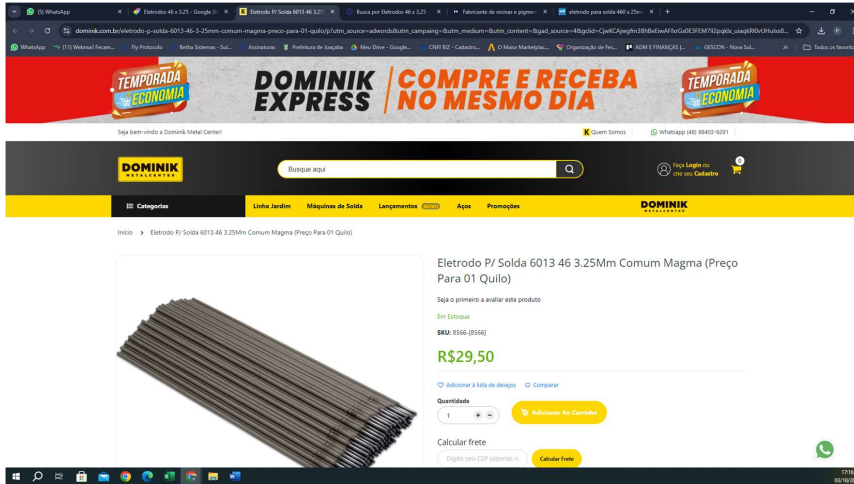 (5) WhatsApp
Eletrodos 46 x 3.25 - Google S
Eletrodo P/ Solda 6013 46 3.25
Busca por Eletrodos 46 x 3,25 -
Fabricante de resinas e pigmen
eletrodo para solda 460 x 25m
dominik.com.br/eletrodo-p-solda-6013-46-3-25mm-comum-magma-preco-para-01-quilo/p?utm_source=adwords&utm_campaing=&utm_medium=&utm_content=&gad_source=4&gclid=
WhatsApp
(11) Webmail Fecam...
Fly Protocolo
Betha Sistemas - Sui...
Assinaturas
Prefeitura de Joaçaba
Meu Drive - Google...
CNPJ BIZ - Cadastro...
O Maior Marketplac...
Organização de Fes...
ADM E FINANÇAS |...
GESCON - Nova Sol...
Todos os favorito
TEMPORADA
ECONOMIA
DOMINIK
EXPRESS
COMPRE E RECEBA
NO MESMO DIA
TEMPORADA
ECONOMIA
Seja bem-vindo a Dominik Metal Center!
Quem Somos
Whatsapp (48) 98403-9291
DOMINIK
METALCENTER
Busque aqui
Faça Login ou
crie seu Cadastro
0
Categorias
Linha Jardim
Máquinas de Solda
Lançamentos
Aços
Promoções
DOMINIK
METALCENTER
Início > Eletrodo P/ Solda 6013 46 3.25Mm Comum Magma (Preço Para 01 Quilo)
Eletrodo P/ Solda 6013 46 3.25Mm Comum Magma (Preço
Para 01 Quilo)
Seja o primeiro a avaliar este produto
Em Estoque
SKU: 8566-[8566]
R$29,50
Adicionar à lista de desejos
Comparar
Quantidade
1
+ -
Adicionar Ao Carrinho
Calcular frete
Digite seu CEP (apenas n
Calcular Frete
17:16
03/10/20